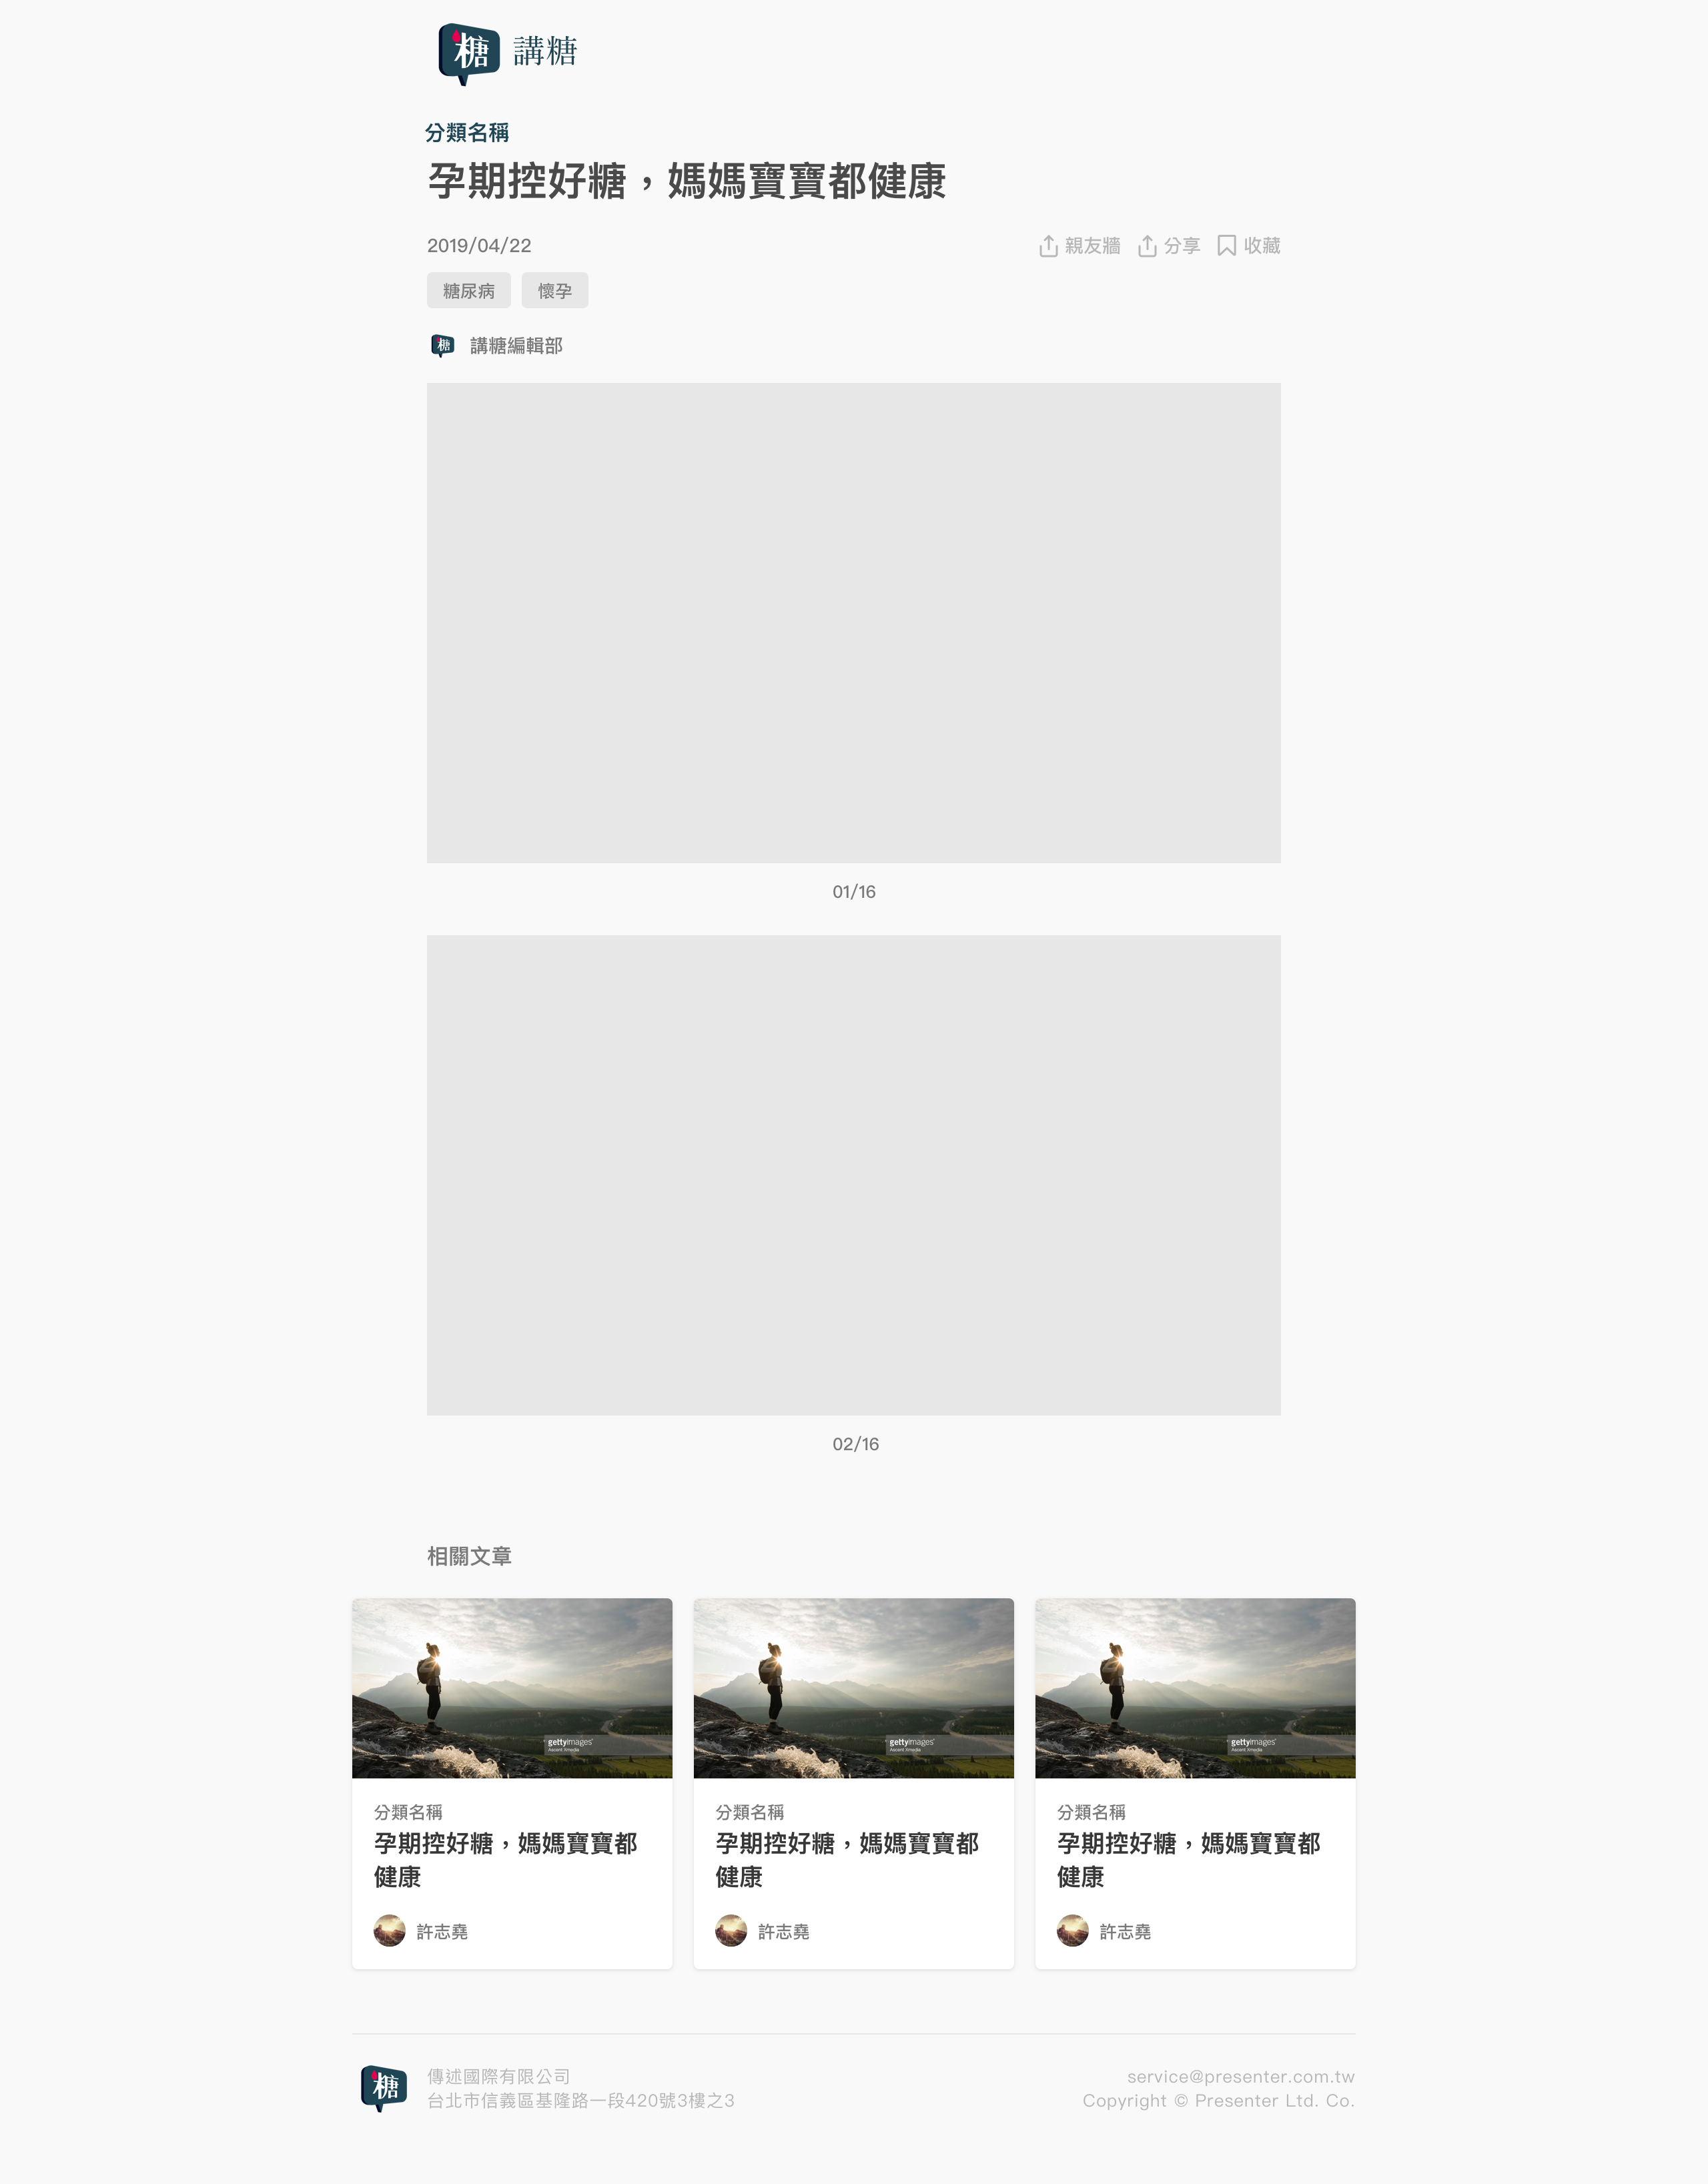 糖 講糖
分類名稱
孕期控好糖，媽媽寶寶都健康
2019/04/22 親友牆 分享 收藏
糖尿病 懷孕
糖 講糖編輯部
01/16
02/16
相關文章
gettyimages®
Ascent Xmedia
分類名稱
孕期控好糖，媽媽寶寶都
健康
許志堯
gettyimages®
Ascent Xmedia
分類名稱
孕期控好糖，媽媽寶寶都
健康
許志堯
gettyimages®
Ascent Xmedia
分類名稱
孕期控好糖，媽媽寶寶都
健康
許志堯
糖
傳述國際有限公司
台北市信義區基隆路一段420號3樓之3
service@presenter.com.tw
Copyright © Presenter Ltd. Co.